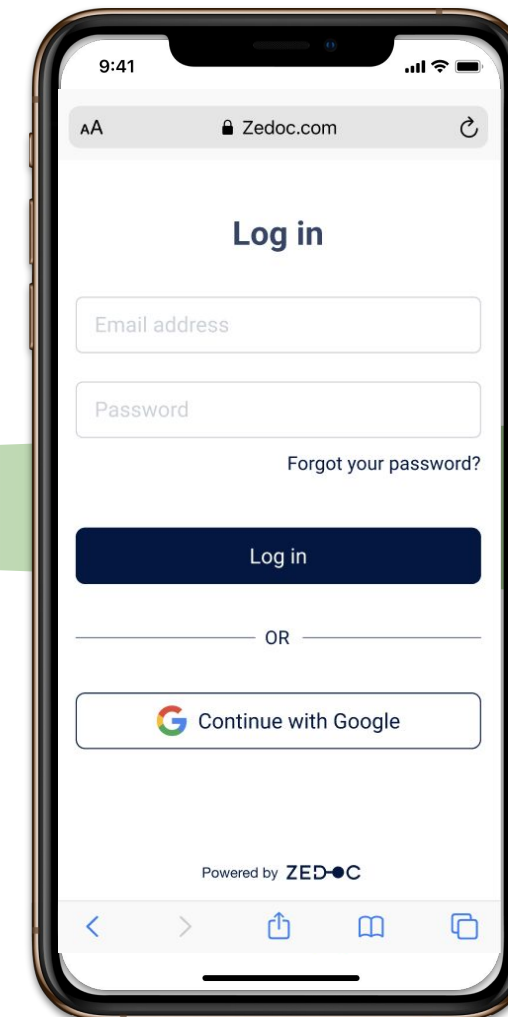 9:41
AA Zedoc.com
Log in
Email address
Password
Forgot your password?
Log in
OR
Continue with Google
Powered by ZEDOC